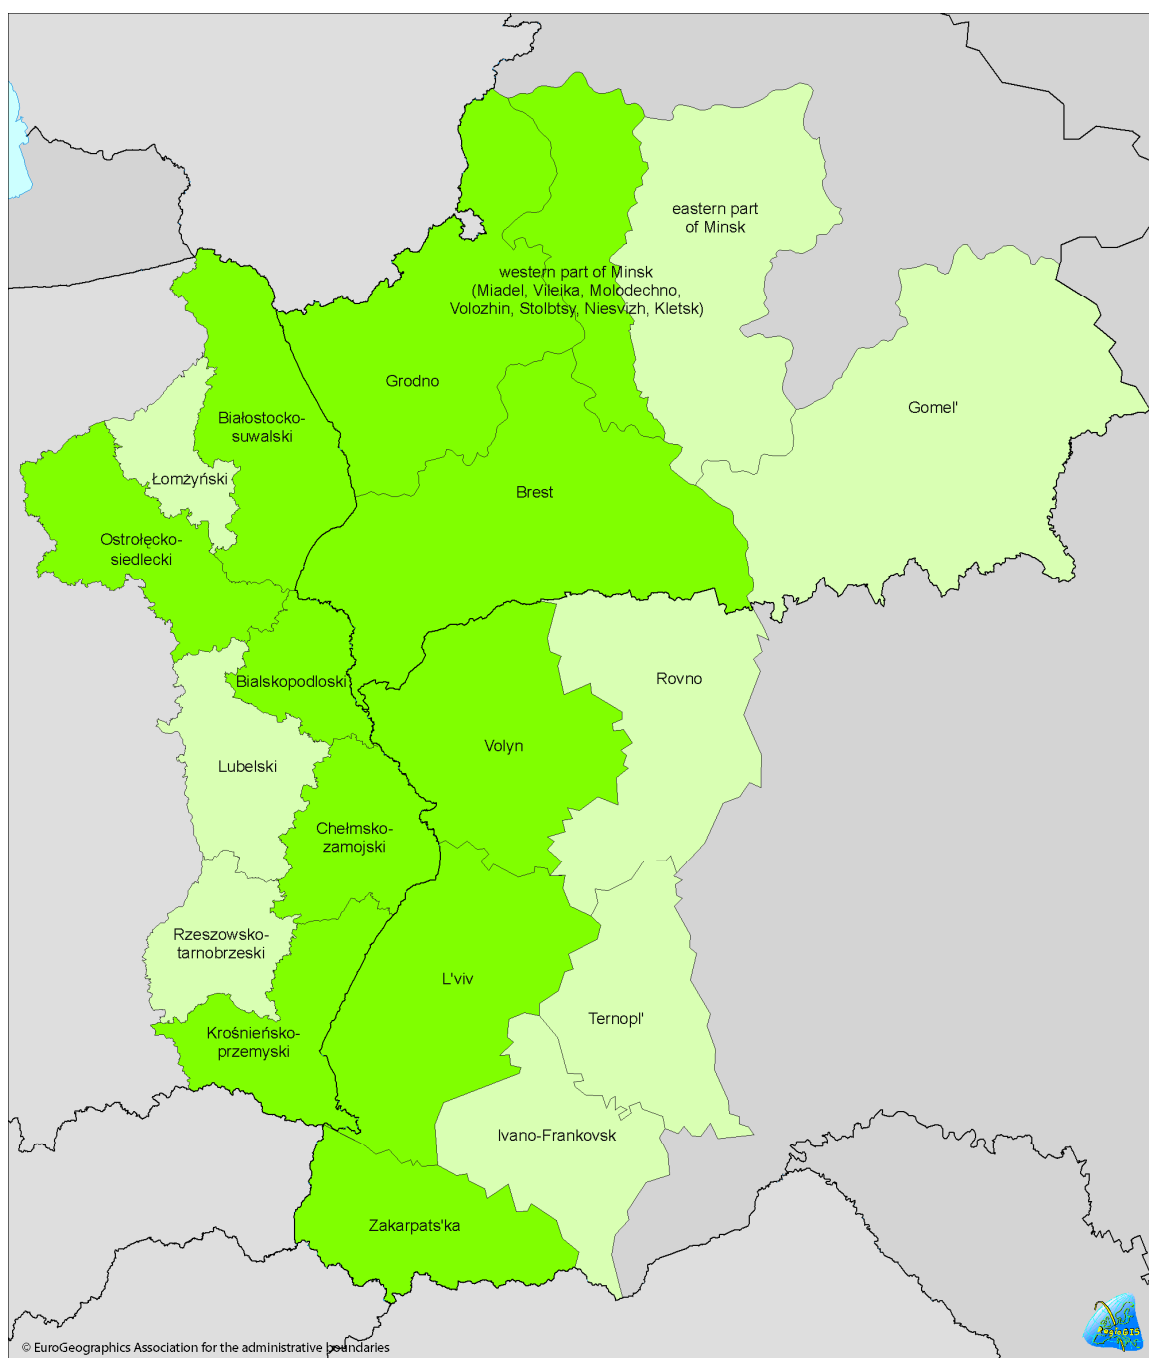 eastern part
of Minsk
western part of Minsk
(Miadel, Vileika, Molodechno,
Volozhin, Stolbtsy, Niesvizh, Kletsk)
Grodno
Gomel'
Białostocko-
suwalski
Łomżyński
Brest
Ostrołęcko-
siedlecki
Bialskopodloski
Rovno
Volyn
Lubelski
Chełmsko-
zamojski
Rzeszowsko-
tarnobrzeski
L'viv
Ternopl'
Krośnieńsko-
przemyski
Ivano-Frankovsk
Zakarpats'ka
© EuroGeographics Association for the administrative boundaries
RegioGIS